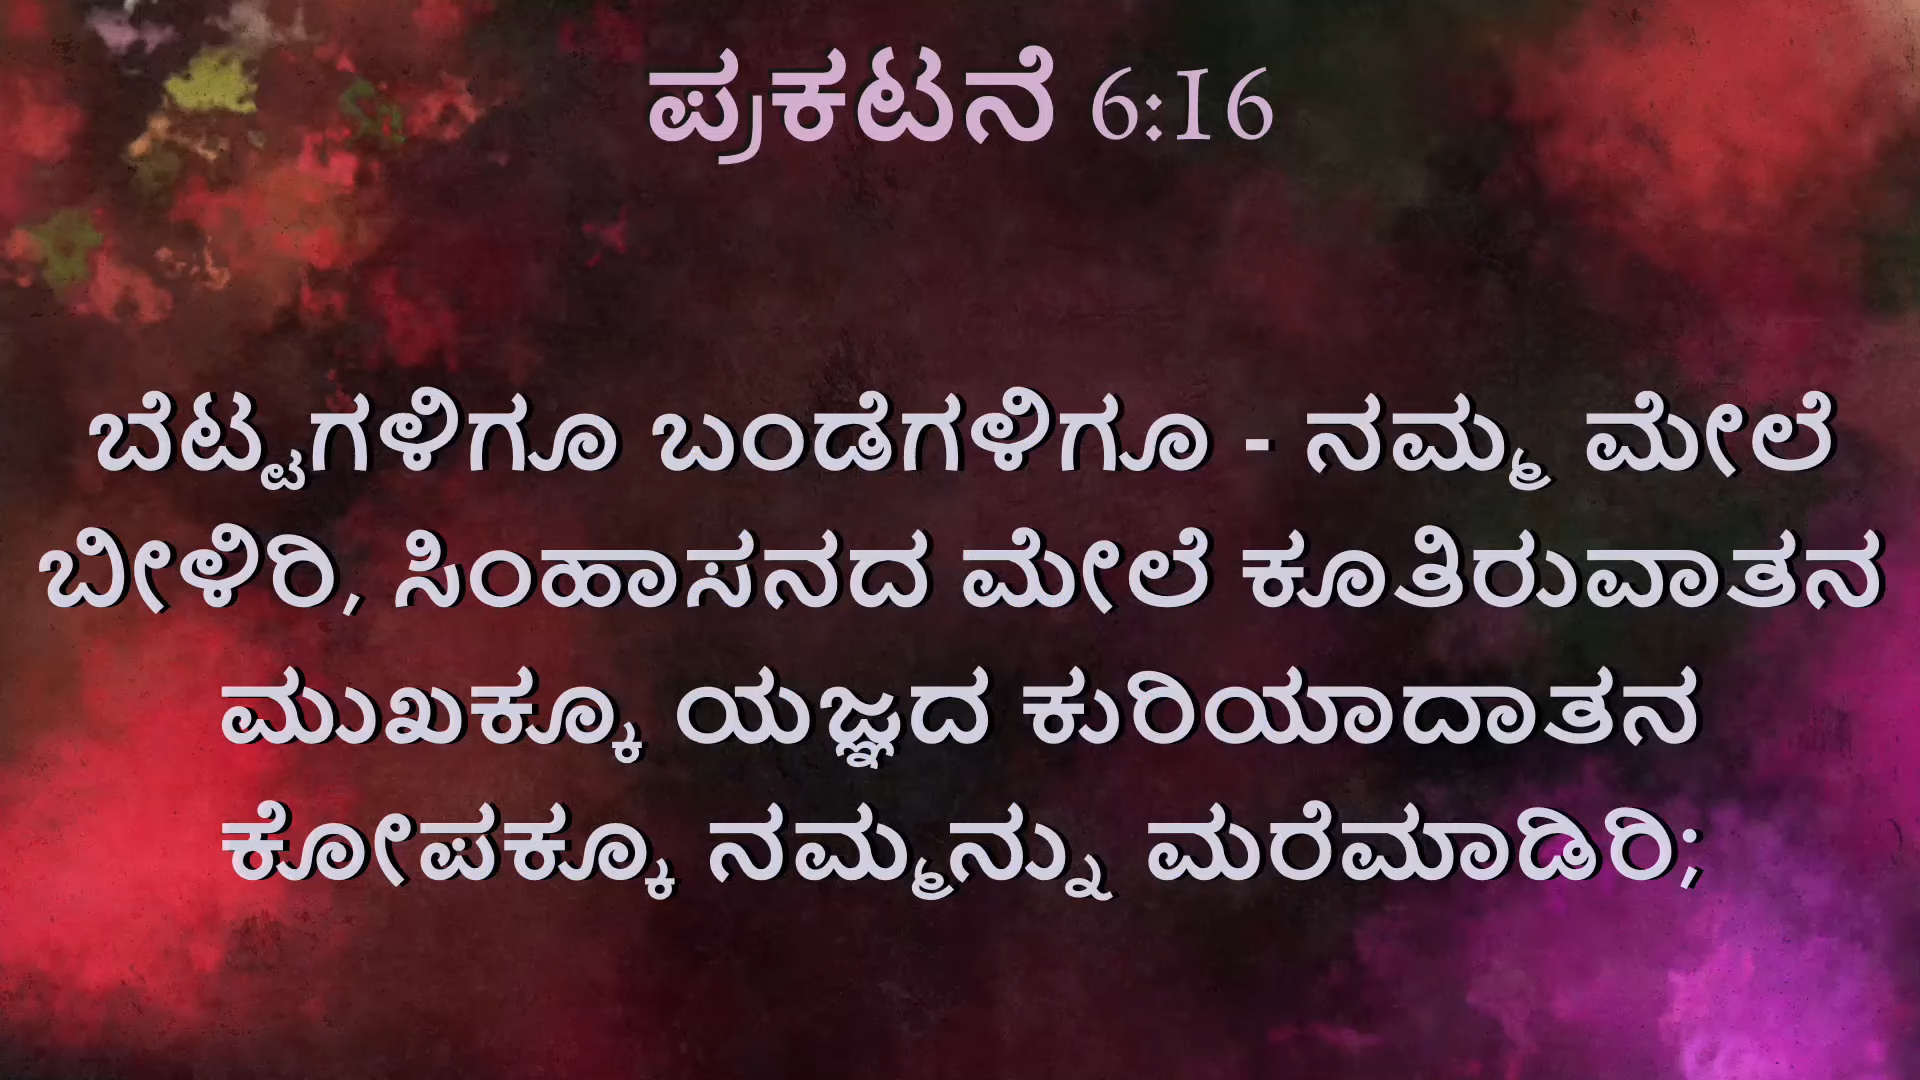 ಪ್ರಕಟನೆ 6:16
ಬೆಟ್ಟಗಳಿಗೂ ಬಂಡೆಗಳಿಗೂ - ನಮ್ಮ ಮೇಲೆ
ಬೀಳಿರಿ, ಸಿಂಹಾಸನದ ಮೇಲೆ ಕೂತಿರುವಾತನ
ಮುಖಕ್ಕೂ ಯಜ್ಞದ ಕುರಿಯಾದಾತನ
ಕೋಪಕ್ಕೂ ನಮ್ಮನ್ನು ಮರೆಮಾಡಿರಿ;